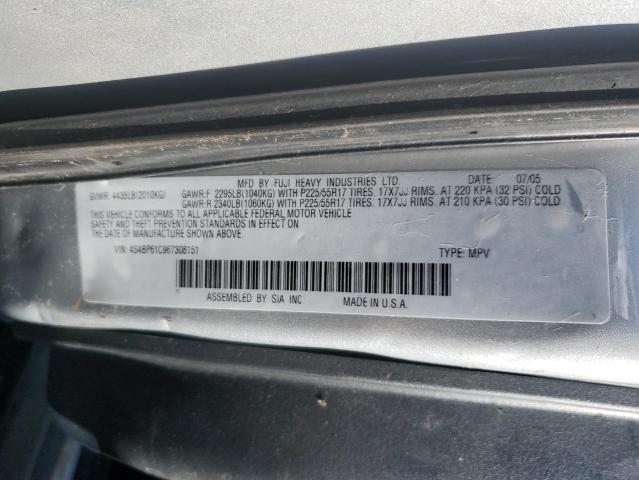 MFD BY FUJI HEAVY INDUSTRIES LTD. DATE: 07/05
GVWR: 4435LB(2010KG) GAWR:F 2295LB(1040KG) WITH P225/55R17 TIRES. 17X7JJ RIMS. AT 220 KPA (32 PSI) COLD
GAWR:R 2340LB(1060KG) WITH P225/55R17 TIRES. 17X7JJ RIMS. AT 210 KPA (30 PSI) COLD
THIS VEHICLE CONFORMS TO ALL APPLICABLE FEDERAL MOTOR VEHICLE
SAFETY AND THEFT PREVENTION STANDARDS IN EFFECT ON THE
DATE OF MANUFACTURE SHOWN ABOVE.
VIN: 4S4BP61C967308151 TYPE: MPV
ASSEMBLED BY SIA INC MADE IN U.S.A.